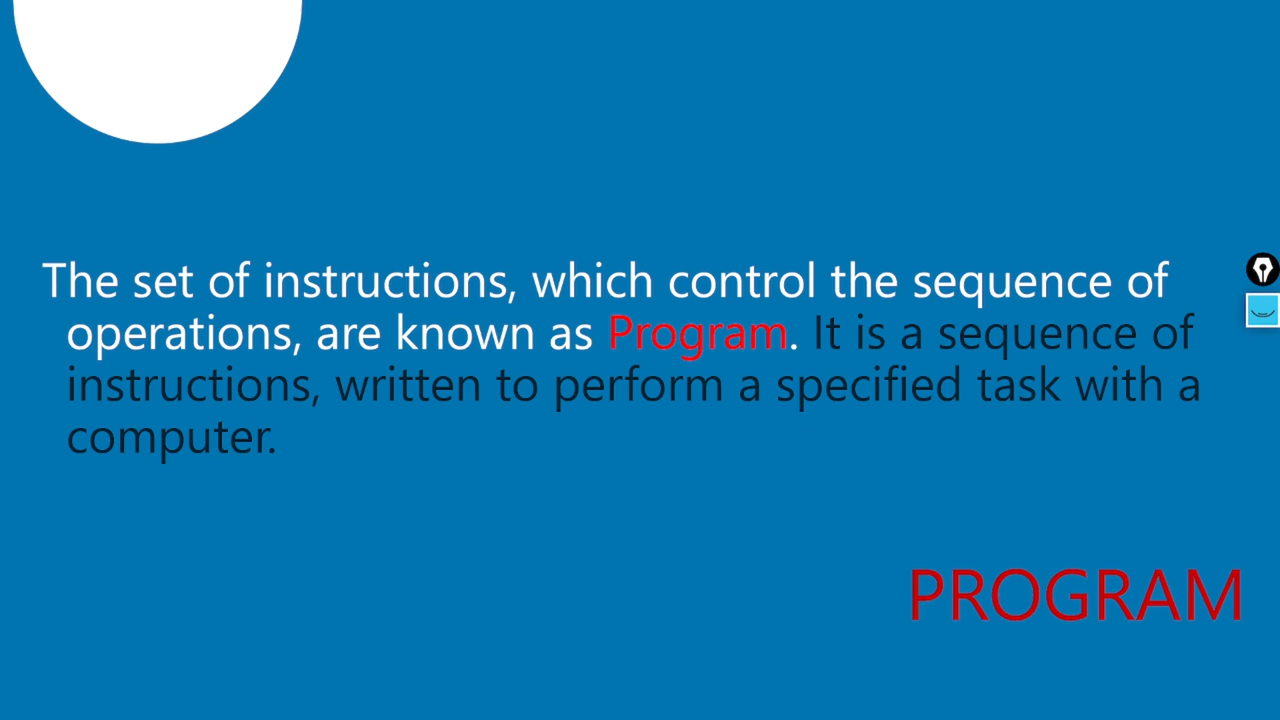 The set of instructions, which control the sequence of
operations, are known as Program. It is a sequence of
instructions, written to perform a specified task with a
computer.
PROGRAM